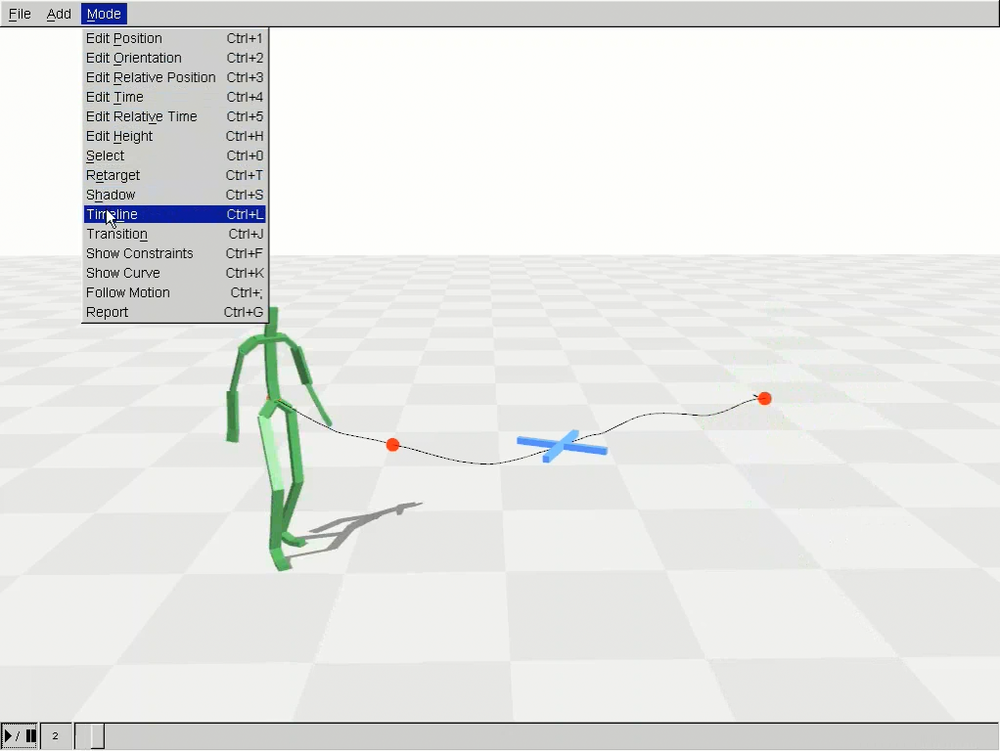 File Add Mode
Edit Position Ctrl+1
Edit Orientation Ctrl+2
Edit Relative Position Ctrl+3
Edit Time Ctrl+4
Edit Relative Time Ctrl+5
Edit Height Ctrl+H
Select Ctrl+0
Retarget Ctrl+T
Shadow Ctrl+S
Timeline Ctrl+L
Transition Ctrl+J
Show Constraints Ctrl+F
Show Curve Ctrl+K
Follow Motion Ctrl+;
Report Ctrl+G
/ 2